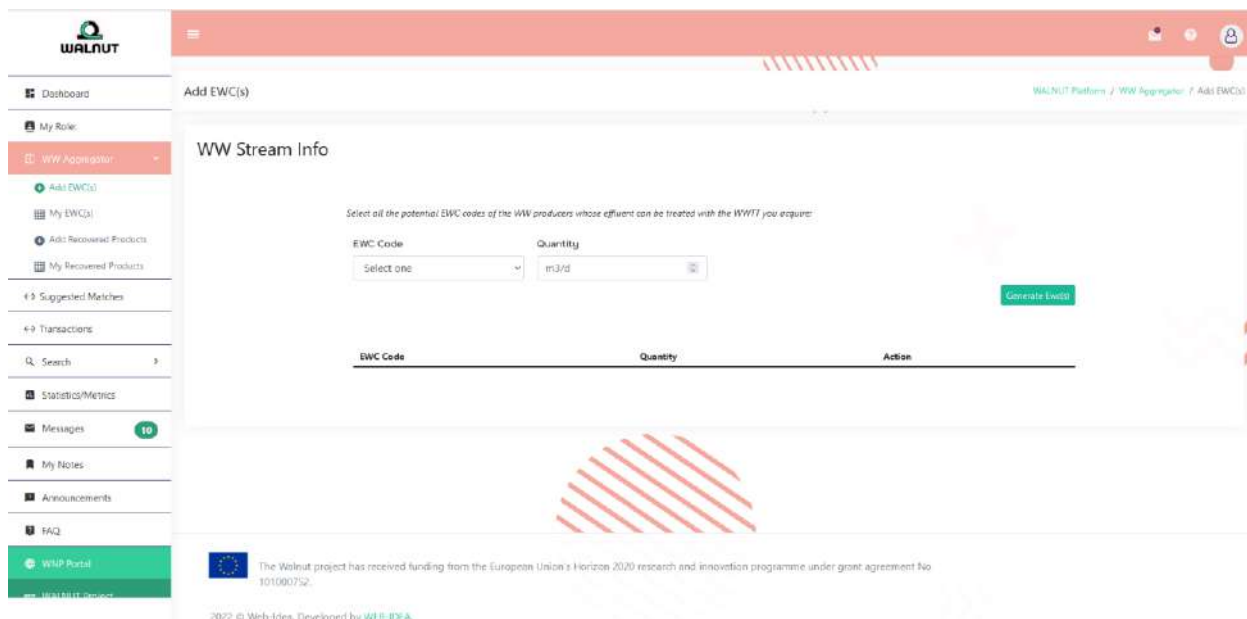 WALNUT
Dashboard
My Role:
WW Aggregator
Add EWC(s)
My EWC(s)
Add Recovered Products
My Recovered Products
Suggested Matches
Transactions
Search
Statistics/Metrics
Messages
10
My Notes
Announcements
FAQ
WNP Portal
WALNUT Project
Add EWC(s)
WALNUT Platform / WW Aggregator / Add EWC(s)
WW Stream Info
Select all the potential EWC codes of the WW producers whose effluent can be treated with the WWTT you acquire:
EWC Code
Quantity
Select one
m3/d
Generate Ewc(s)
EWC Code Quantity Action
The Walnut project has received funding from the European Union's Horizon 2020 research and innovation programme under grant agreement No
101000752.
2022 © Web-Idea. Developed by WEB-IDEA